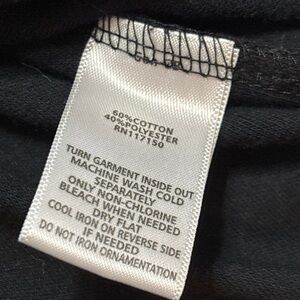 60%COTTON
40%POLYESTER
RN117150
TURN GARMENT INSIDE OUT
MACHINE WASH COLD
SEPARATELY
ONLY NON-CHLORINE
BLEACH WHEN NEEDED
DRY FLAT
COOL IRON ON REVERSE SIDE
IF NEEDED
DO NOT IRON ORNAMENTATION